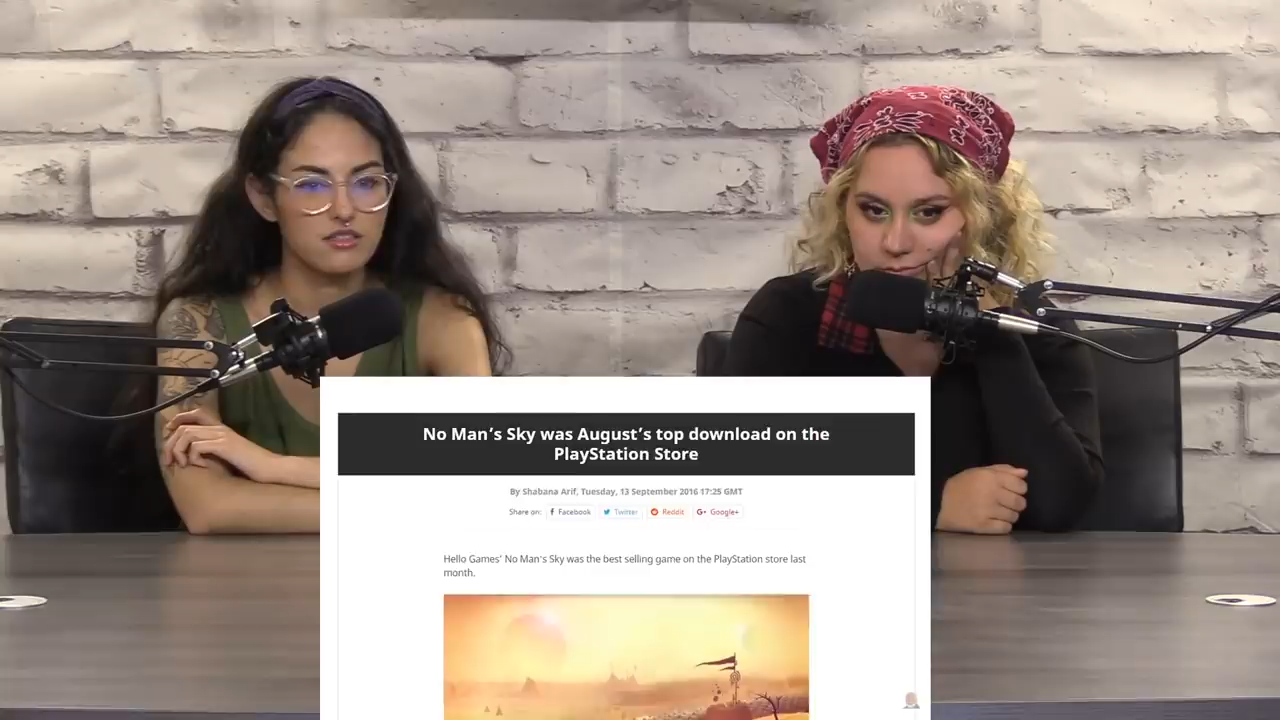 No Man's Sky was August's top download on the
PlayStation Store
By Shabana Arif, Tuesday, 13 September 2016 17:25 GMT
Share on: Facebook Twitter Reddit G+ Google+
Hello Games' No Man's Sky was the best selling game on the PlayStation store last
month.